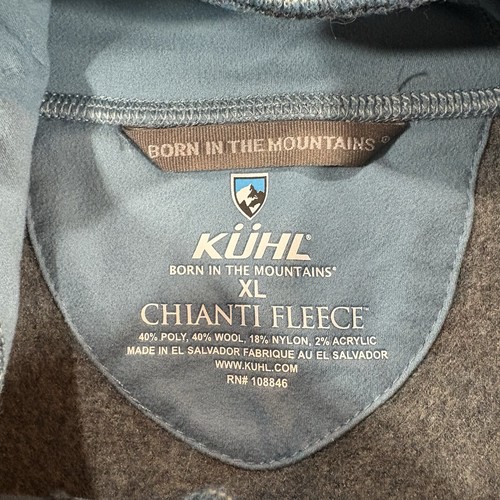 BORN IN THE MOUNTAINS®
KÜHL®
BORN IN THE MOUNTAINS®
XL
CHIANTI FLEECE™
40% POLY, 40% WOOL, 18% NYLON, 2% ACRYLIC
MADE IN EL SALVADOR FABRIQUE AU EL SALVADOR
WWW.KUHL.COM
RN# 108846